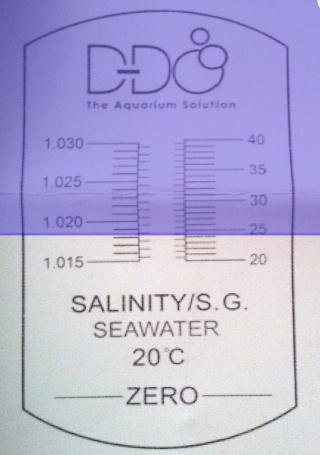 D-DO
The Aquarium Solution
1.030 40
35
1.025
30
1.020
25
1.015 20
SALINITY/S.G.
SEAWATER
20°C
ZERO